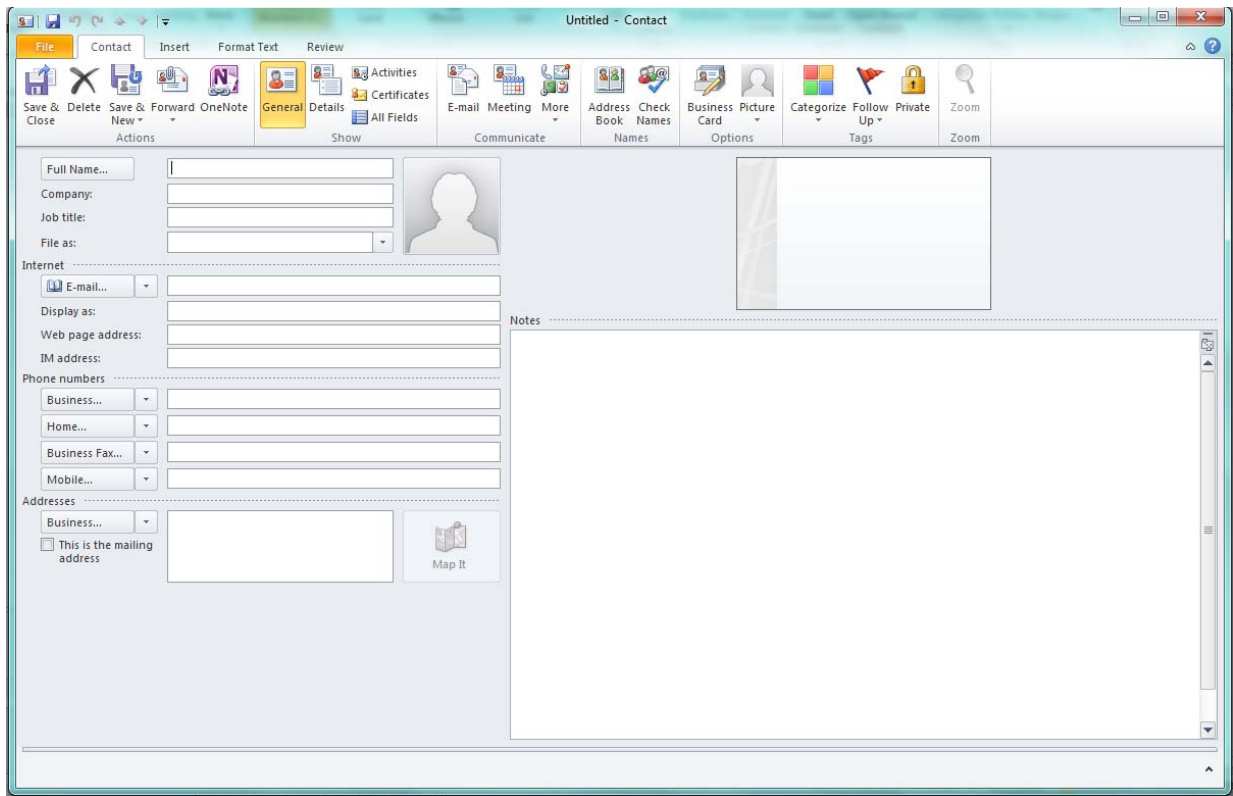 Untitled - Contact
File Contact Insert Format Text Review
Save & Close
Delete
Save & New
Forward
OneNote
Actions
General
Details
Activities
Certificates
All Fields
Show
E-mail
Meeting
More
Communicate
Address Book
Check Names
Names
Business Card
Picture
Options
Categorize
Follow Up
Private
Tags
Zoom
Zoom
Full Name...
Company:
Job title:
File as:
Internet
E-mail...
Display as:
Web page address:
IM address:
Phone numbers
Business...
Home...
Business Fax...
Mobile...
Addresses
Business...
This is the mailing
address
Map It
Notes